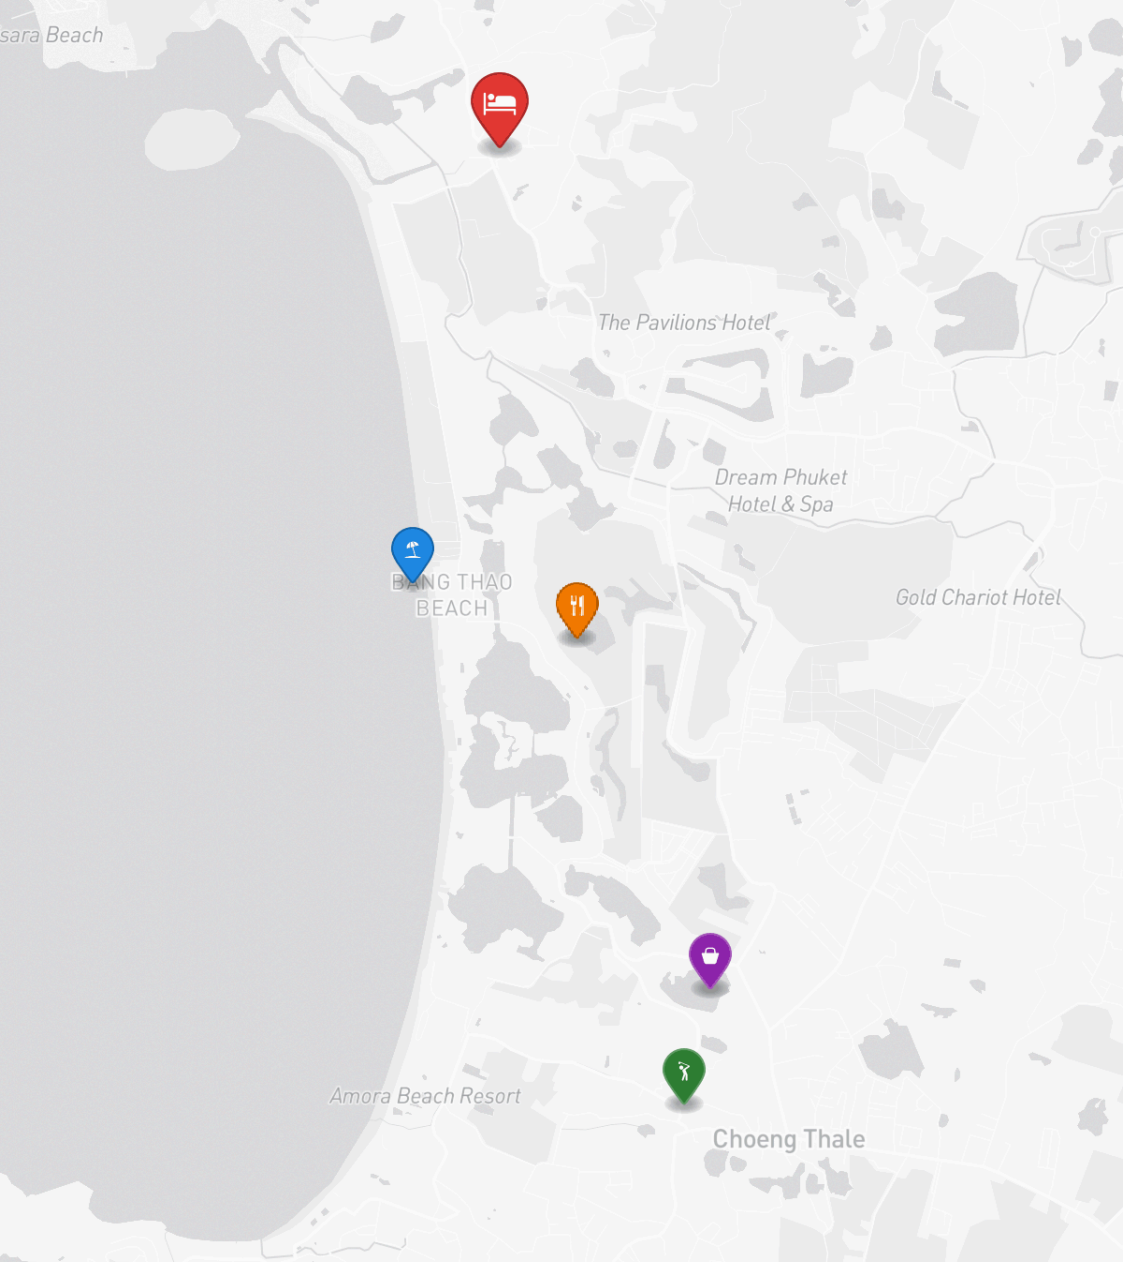 sara Beach
The Pavilions Hotel
Dream Phuket
Hotel & Spa
BANG THAO
BEACH
Gold Chariot Hotel
Amora Beach Resort
Choeng Thale